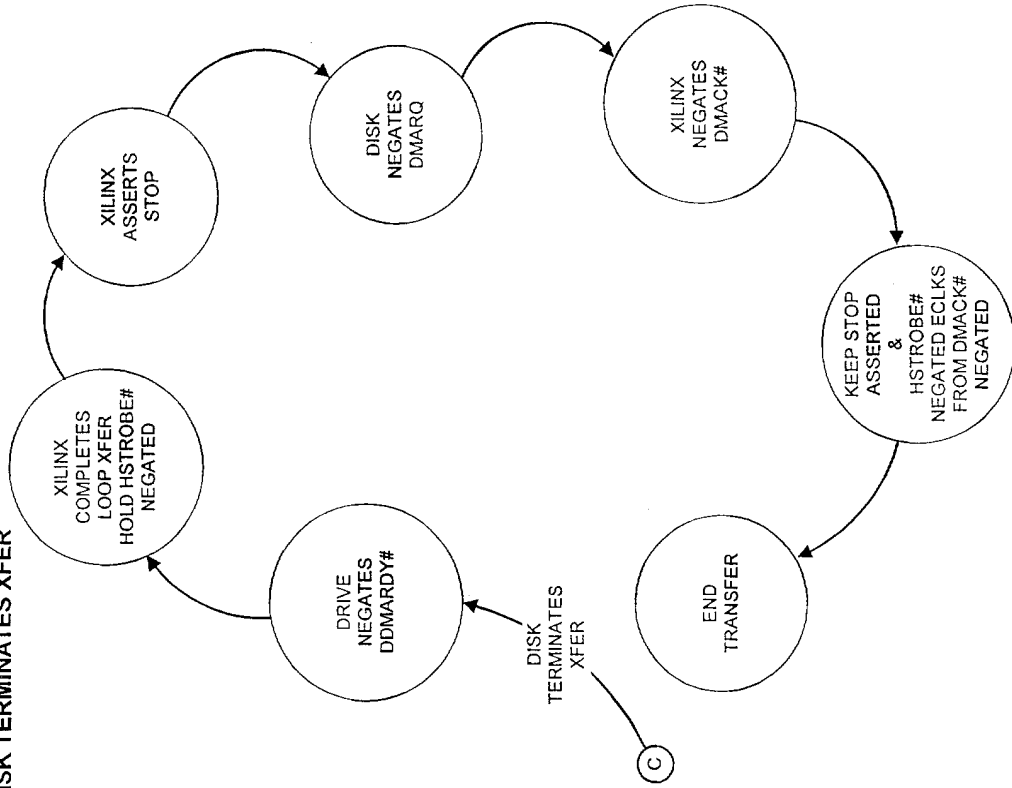 ISK TERMINATES XFER
C
DISK
TERMINATES
XFER
DRIVE
NEGATES
DDMARDY#
XILINX
COMPLETES
LOOP XFER
HOLD HSTROBE#
NEGATED
XILINX
ASSERTS
STOP
DISK
NEGATES
DMARQ
XILINX
NEGATES
DMACK#
KEEP STOP
ASSERTED
&
HSTROBE#
NEGATED ECLKS
FROM DMACK#
NEGATED
END
TRANSFER